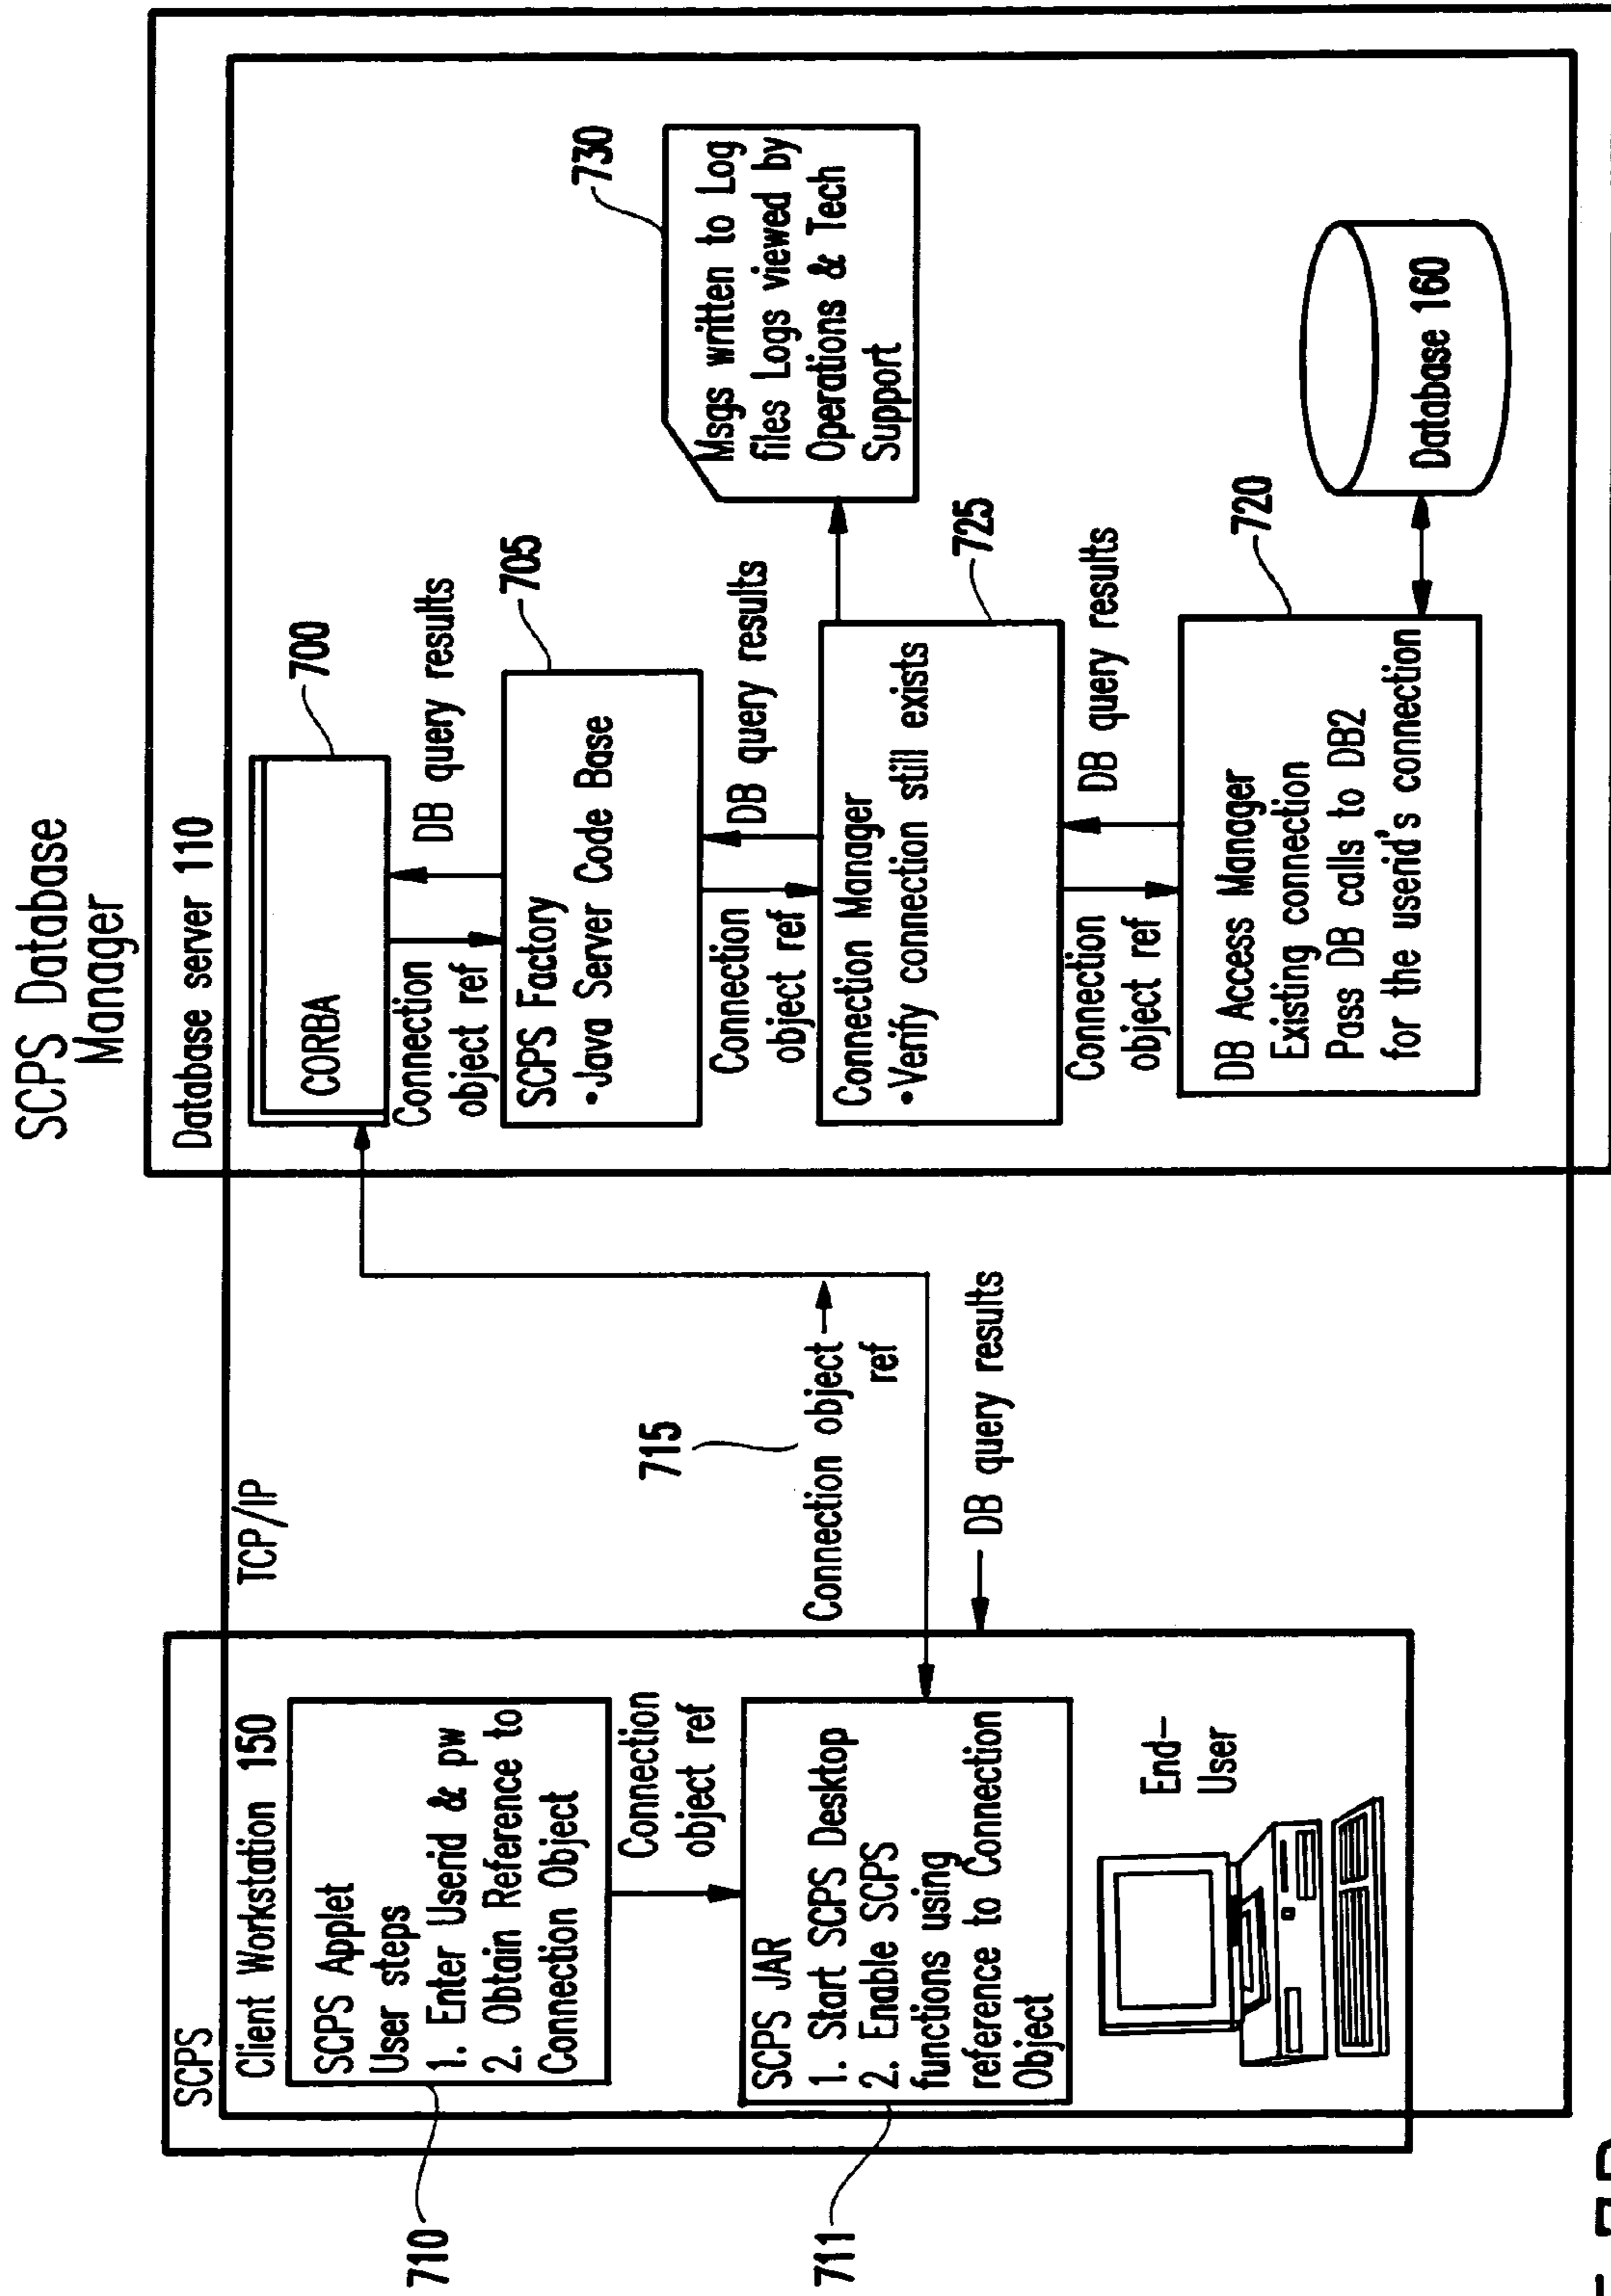 SCPS Database
Manager
SCPS
Client Workstation 150
TCP/IP
Database server 110
710
SCPS Applet
User steps
1. Enter Userid & pw
2. Obtain Reference to
Connection Object
Connection
object ref
711
SCPS JAR
1. Start SCPS Desktop
2. Enable SCPS
functions using
reference to Connection
Object
End-
User
715
Connection object
ref
DB query results
700
CORBA
Connection
object ref
DB query results
705
SCPS Factory
•Java Server Code Base
Connection
object ref
DB query results
725
Connection Manager
•Verify connection still exists
730
Msgs written to Log
files Logs viewed by
Operations & Tech
Support
Connection
object ref
DB query results
720
DB Access Manager
Existing connection
Pass DB calls to DB2
for the userid's connection
Database 160